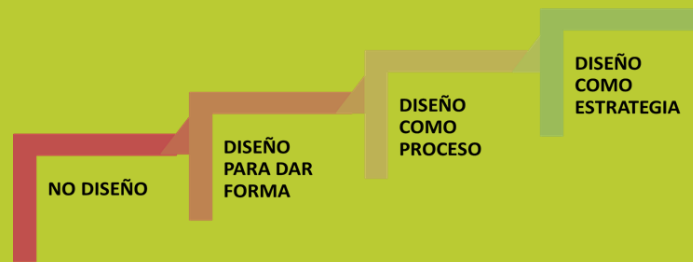 NO DISEÑO
DISEÑO
PARA DAR
FORMA
DISEÑO
COMO
PROCESO
DISEÑO
COMO
ESTRATEGIA